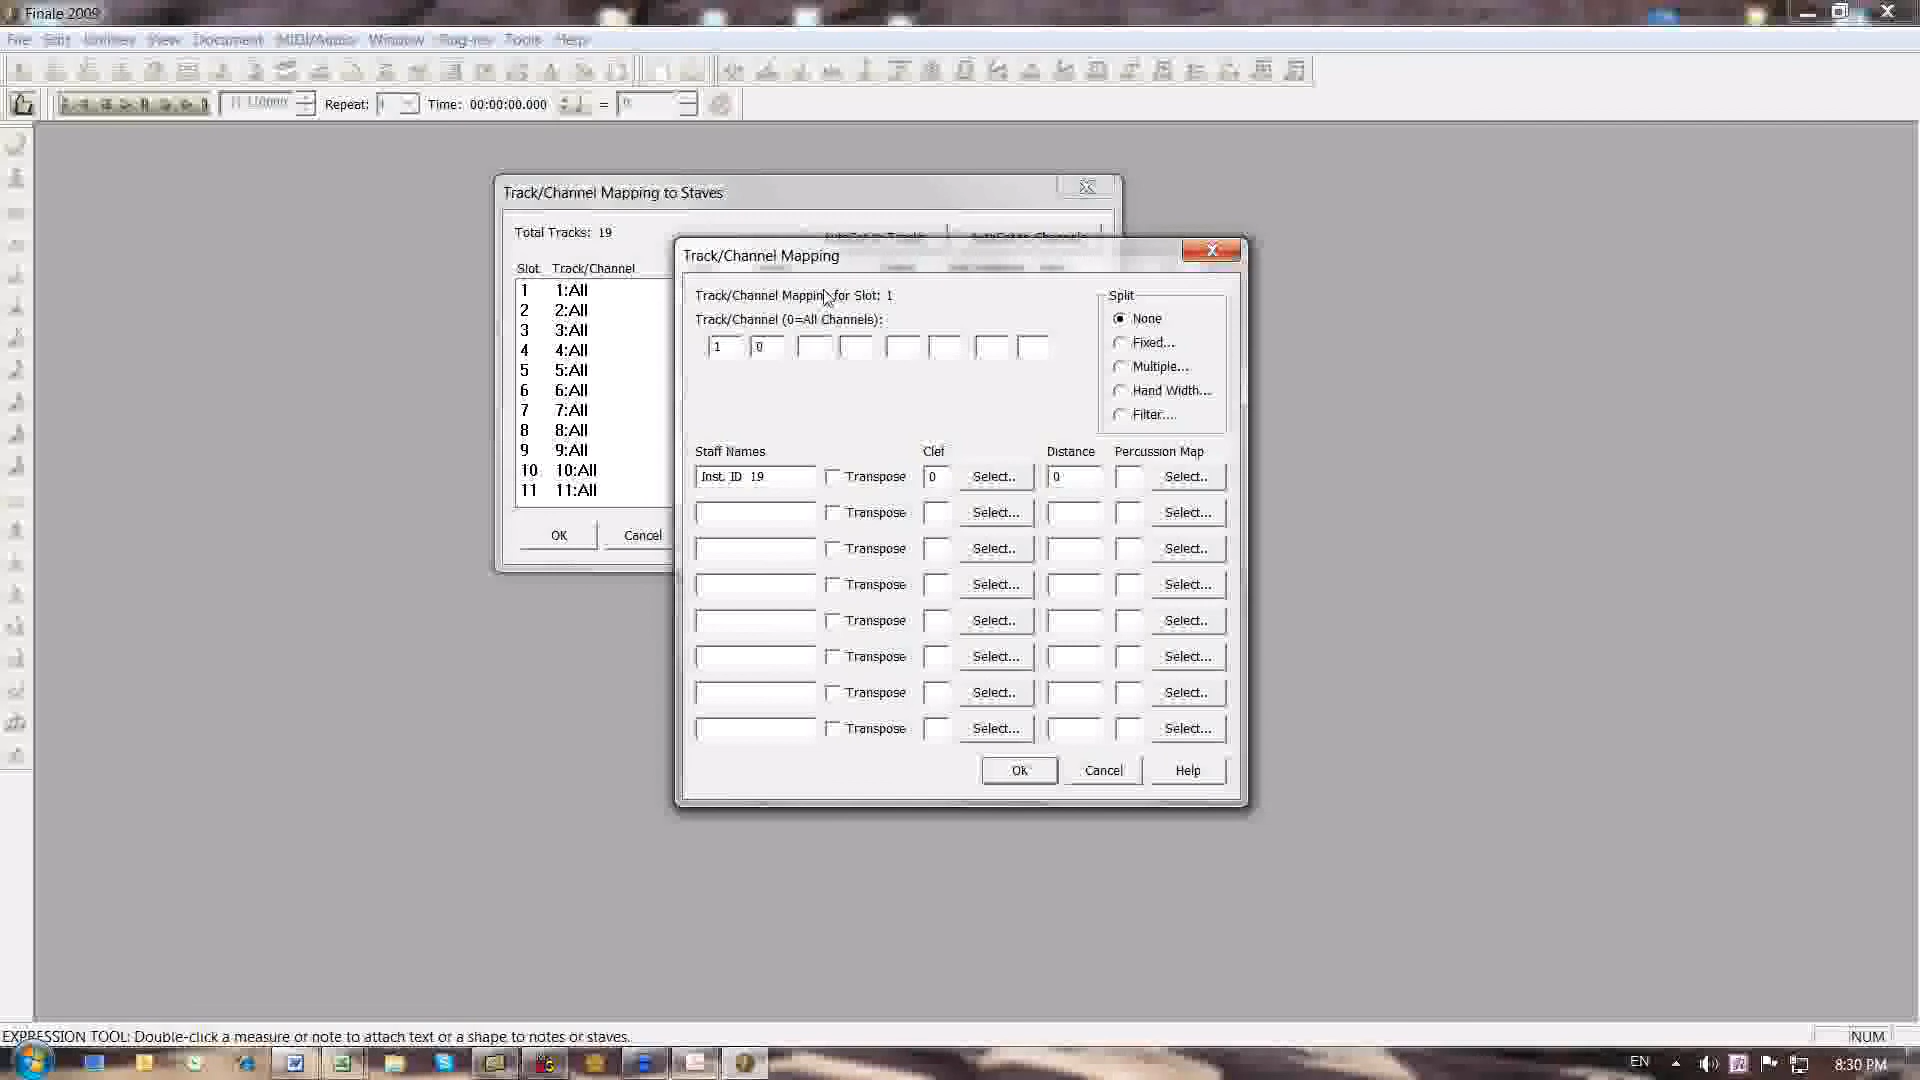 Finale 2009
File Edit Utilities View Document MIDI/Audio Window Plug-ins Tools Help
Repeat: Time: 00:00:00.000 =
Track/Channel Mapping to Staves
Total Tracks: 19
Slot Track/Channel
1 1:All
2 2:All
3 3:All
4 4:All
5 5:All
6 6:All
7 7:All
8 8:All
9 9:All
10 10:All
11 11:All
OK Cancel
Track/Channel Mapping
X
Track/Channel Mapping for Slot: 1
Track/Channel (0=All Channels):
1 0
Split
None
Fixed...
Multiple...
Hand Width...
Filter...
Staff Names Clef Distance Percussion Map
Inst. ID 19 Transpose 0 Select... 0 Select...
Transpose Select... Select...
Transpose Select... Select...
Transpose Select... Select...
Transpose Select... Select...
Transpose Select... Select...
Transpose Select... Select...
Transpose Select... Select...
OK Cancel Help
EXPRESSION TOOL: Double-click a measure or note to attach text or a shape to notes or staves.
NUM
EN
8:30 PM